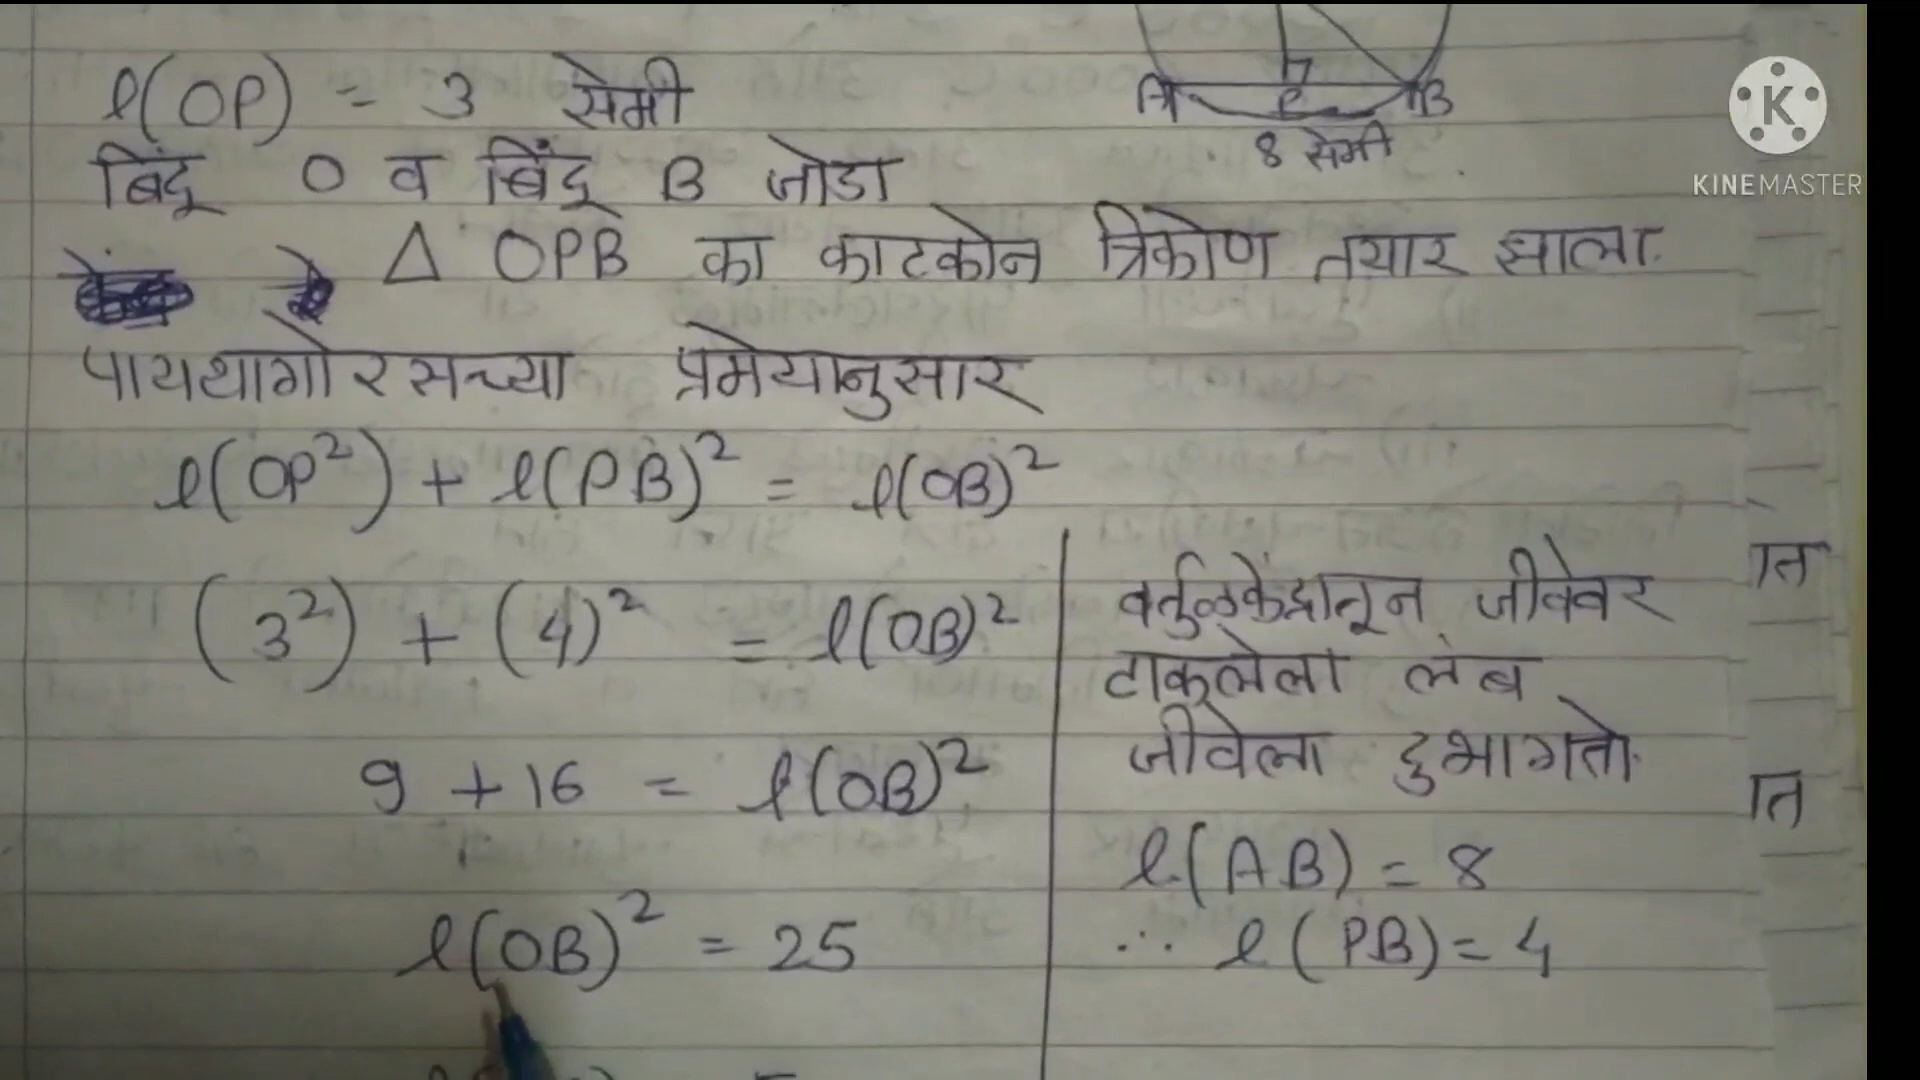 A P B
8 सेमी
l(OP) = 3 सेमी
बिंदू O व बिंदू B जोडा
Δ OPB का काटकोन त्रिकोण तयार झाला.
पायथागोरसच्या प्रमेयानुसार
l(OP²) + l(PB)² = l(OB)²
(3²) + (4)² = l(OB)²
9 + 16 = l(OB)²
l(OB)² = 25
वर्तुळकेंद्रातून जीवेवर
टाकलेला लंब
जीवेला दुभागतो.
l(AB) = 8
∴ l(PB) = 4
त
त
KINEMASTER